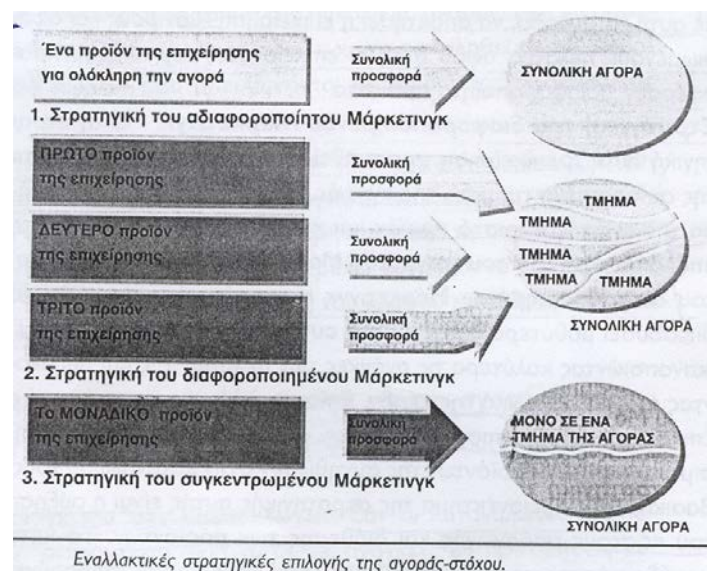 Ένα προϊόν της επιχείρησης
για ολόκληρη την αγορά
Συνολική
προσφορά
ΣΥΝΟΛΙΚΗ ΑΓΟΡΑ
1. Στρατηγική του αδιαφοροποίητου Μάρκετινγκ
ΠΡΩΤΟ προϊόν
της επιχείρησης
Συνολική
προσφορά
ΔΕΥΤΕΡΟ προϊόν
της επιχείρησης
Συνολική
προσφορά
ΤΡΙΤΟ προϊόν
της επιχείρησης
Συνολική
προσφορά
ΤΜΗΜΑ
ΤΜΗΜΑ
ΤΜΗΜΑ
ΤΜΗΜΑ ΤΜΗΜΑ
ΣΥΝΟΛΙΚΗ ΑΓΟΡΑ
2. Στρατηγική του διαφοροποιημένου Μάρκετινγκ
Το ΜΟΝΑΔΙΚΟ προϊόν
της επιχείρησης
Συνολική
προσφορά
ΜΟΝΟ ΣΕ ΕΝΑ
ΤΜΗΜΑ ΤΗΣ ΑΓΟΡΑΣ
3. Στρατηγική του συγκεντρωμένου Μάρκετινγκ
ΣΥΝΟΛΙΚΗ ΑΓΟΡΑ
Εναλλακτικές στρατηγικές επιλογής της αγοράς-στόχου.